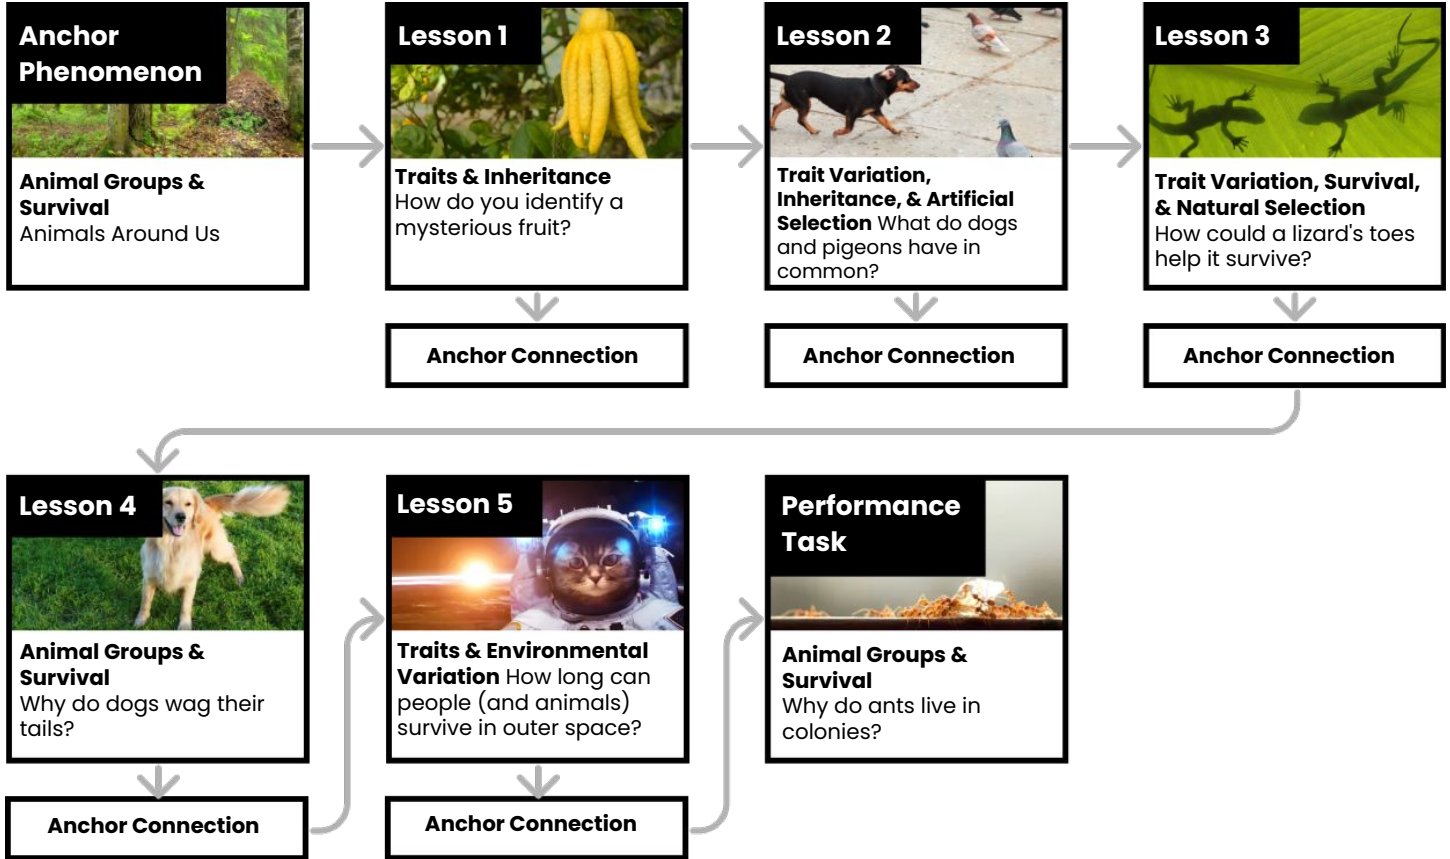 Anchor
Phenomenon
Animal Groups &
Survival
Animals Around Us
Lesson 1
Traits & Inheritance
How do you identify a
mysterious fruit?
Lesson 2
Trait Variation,
Inheritance, & Artificial
Selection What do dogs
and pigeons have in
common?
Lesson 3
Trait Variation, Survival,
& Natural Selection
How could a lizard's toes
help it survive?
Anchor Connection
Anchor Connection
Anchor Connection
Lesson 4
Animal Groups &
Survival
Why do dogs wag their
tails?
Lesson 5
Traits & Environmental
Variation How long can
people (and animals)
survive in outer space?
Performance
Task
Animal Groups &
Survival
Why do ants live in
colonies?
Anchor Connection
Anchor Connection